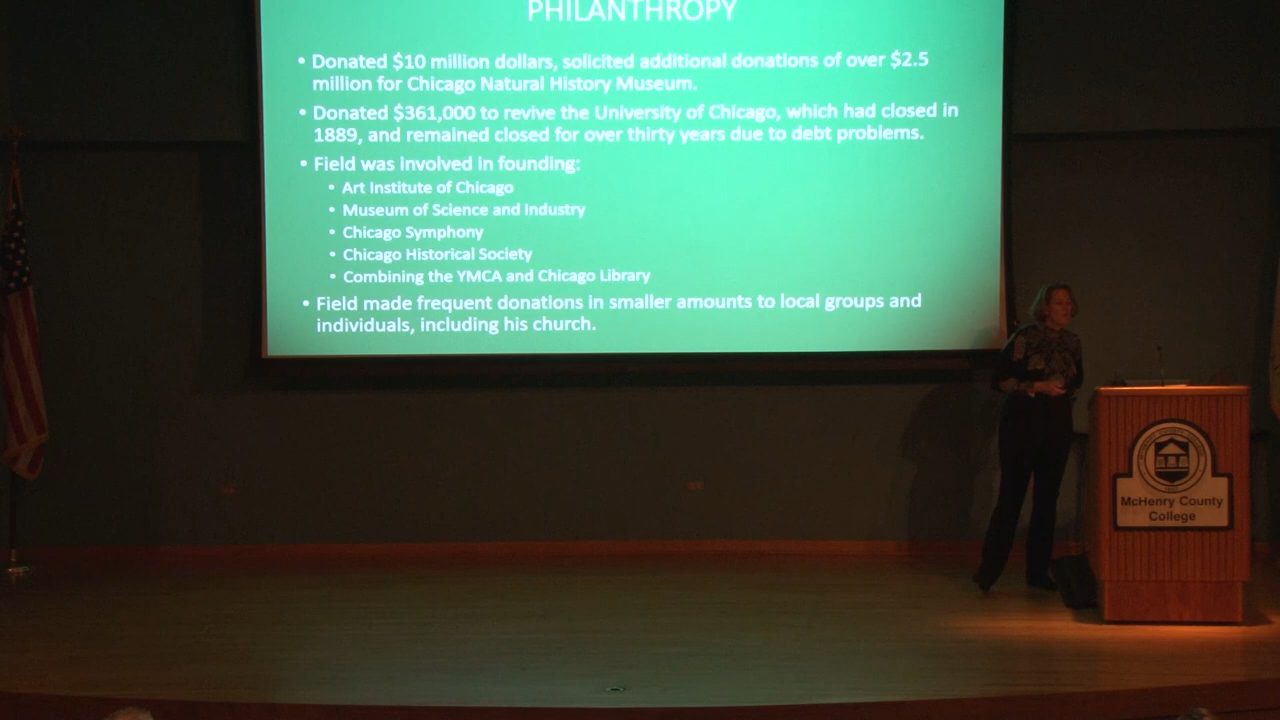 PHILANTHROPY
• Donated $10 million dollars, solicited additional donations of over $2.5
million for Chicago Natural History Museum.
• Donated $361,000 to revive the University of Chicago, which had closed in
1889, and remained closed for over thirty years due to debt problems.
• Field was involved in founding:
• Art Institute of Chicago
• Museum of Science and Industry
• Chicago Symphony
• Chicago Historical Society
• Combining the YMCA and Chicago Library
• Field made frequent donations in smaller amounts to local groups and
individuals, including his church.
McHenry County
College